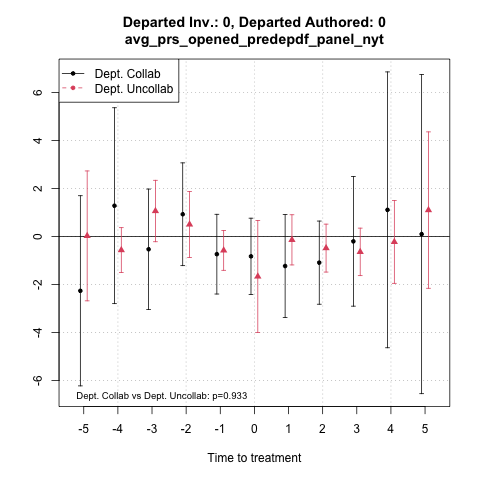 Departed Inv.: 0, Departed Authored: 0
avg_prs_opened_predepdf_panel_nyt
Dept. Collab
Dept. Uncollab
6
4
2
0
-2
-4
-6
Dept. Collab vs Dept. Uncollab: p=0.933
-5 -4 -3 -2 -1 0 1 2 3 4 5
Time to treatment